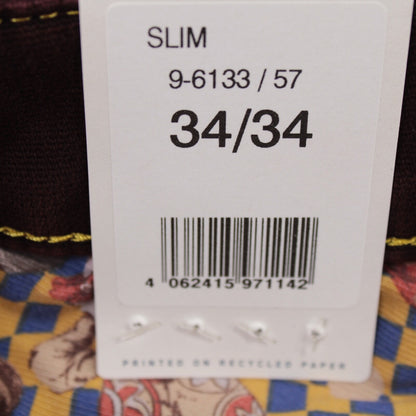 SLIM
9-6133 / 57
34/34
4 062415 971142
PRINTED ON RECYCLED PAPER